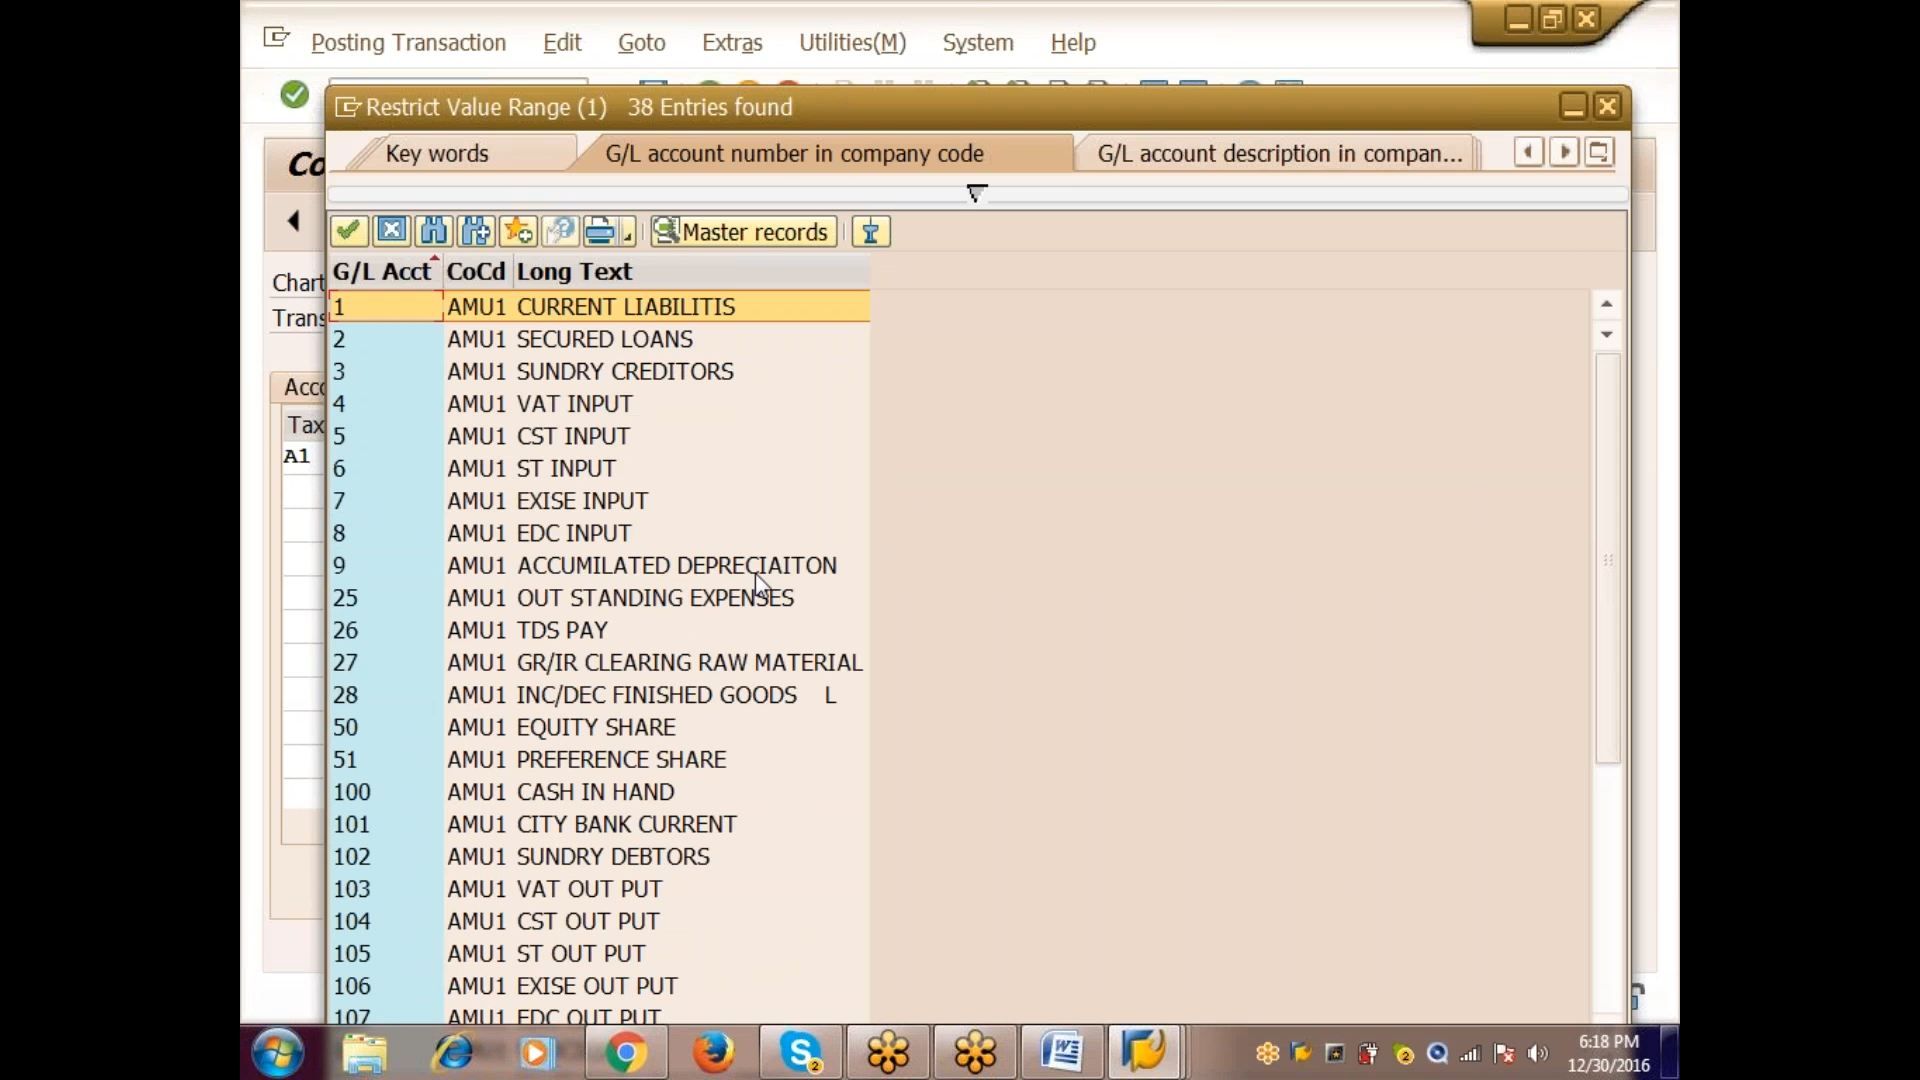 Posting Transaction Edit Goto Extras Utilities(M) System Help
Restrict Value Range (1) 38 Entries found
Co
Key words G/L account number in company code G/L account description in compan...
Master records
Chart
G/L Acct CoCd Long Text
1 AMU1 CURRENT LIABILITIS
Trans
2 AMU1 SECURED LOANS
3 AMU1 SUNDRY CREDITORS
Acco
4 AMU1 VAT INPUT
Tax
5 AMU1 CST INPUT
A1
6 AMU1 ST INPUT
7 AMU1 EXISE INPUT
8 AMU1 EDC INPUT
9 AMU1 ACCUMILATED DEPRECIAITON
25 AMU1 OUT STANDING EXPENSES
26 AMU1 TDS PAY
27 AMU1 GR/IR CLEARING RAW MATERIAL
28 AMU1 INC/DEC FINISHED GOODS L
50 AMU1 EQUITY SHARE
51 AMU1 PREFERENCE SHARE
100 AMU1 CASH IN HAND
101 AMU1 CITY BANK CURRENT
102 AMU1 SUNDRY DEBTORS
103 AMU1 VAT OUT PUT
104 AMU1 CST OUT PUT
105 AMU1 ST OUT PUT
106 AMU1 EXISE OUT PUT
107 AMU1 EDC OUT PUT
6:18 PM
12/30/2016